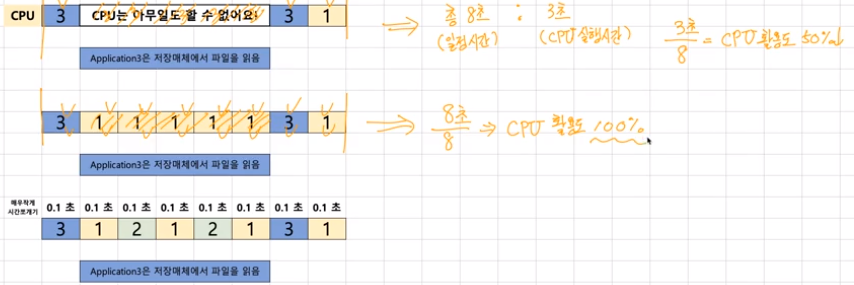 CPU 3 CPU는 아무일도 할 수 없어요! 3 1 ⇒ 총 8초 : 3초
(일정시간) (CPU 실행시간)
3초/8 = CPU 활용도 50%↓
Application3은 저장매체에서 파일을 읽음
3 1 1 1 1 1 3 1 ⇒ 8초/8 → CPU 활용도 100%
Application3은 저장매체에서 파일을 읽음
매우작게
시간쪼개기
0.1 초 0.1 초 0.1 초 0.1 초 0.1 초 0.1 초 0.1 초 0.1 초
3 1 2 1 2 1 3 1
Application3은 저장매체에서 파일을 읽음